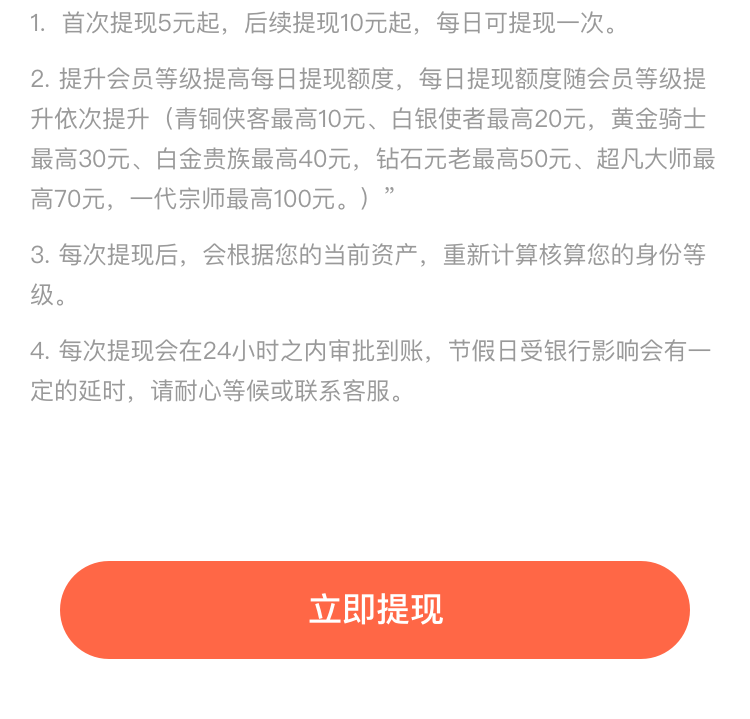 1.  首次提现5元起，后续提现10元起，每日可提现一次。
2. 提升会员等级提高每日提现额度，每日提现额度随会员等级提
升依次提升（青铜侠客最高10元、白银使者最高20元，黄金骑士
最高30元、白金贵族最高40元，钻石元老最高50元、超凡大师最
高70元，一代宗师最高100元。）”
3. 每次提现后，会根据您的当前资产，重新计算核算您的身份等
级。
4. 每次提现会在24小时之内审批到账，节假日受银行影响会有一
定的延时，请耐心等候或联系客服。
立即提现